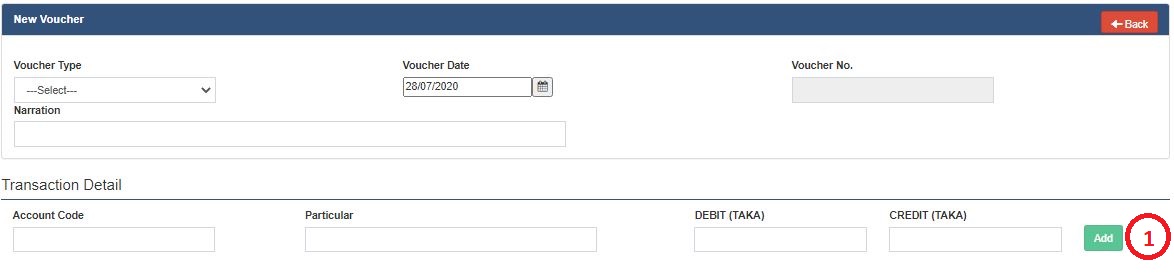 New Voucher
Back
Voucher Type Voucher Date Voucher No.
---Select--- 28/07/2020
Narration
Transaction Detail
Account Code Particular DEBIT (TAKA) CREDIT (TAKA)
Add 1